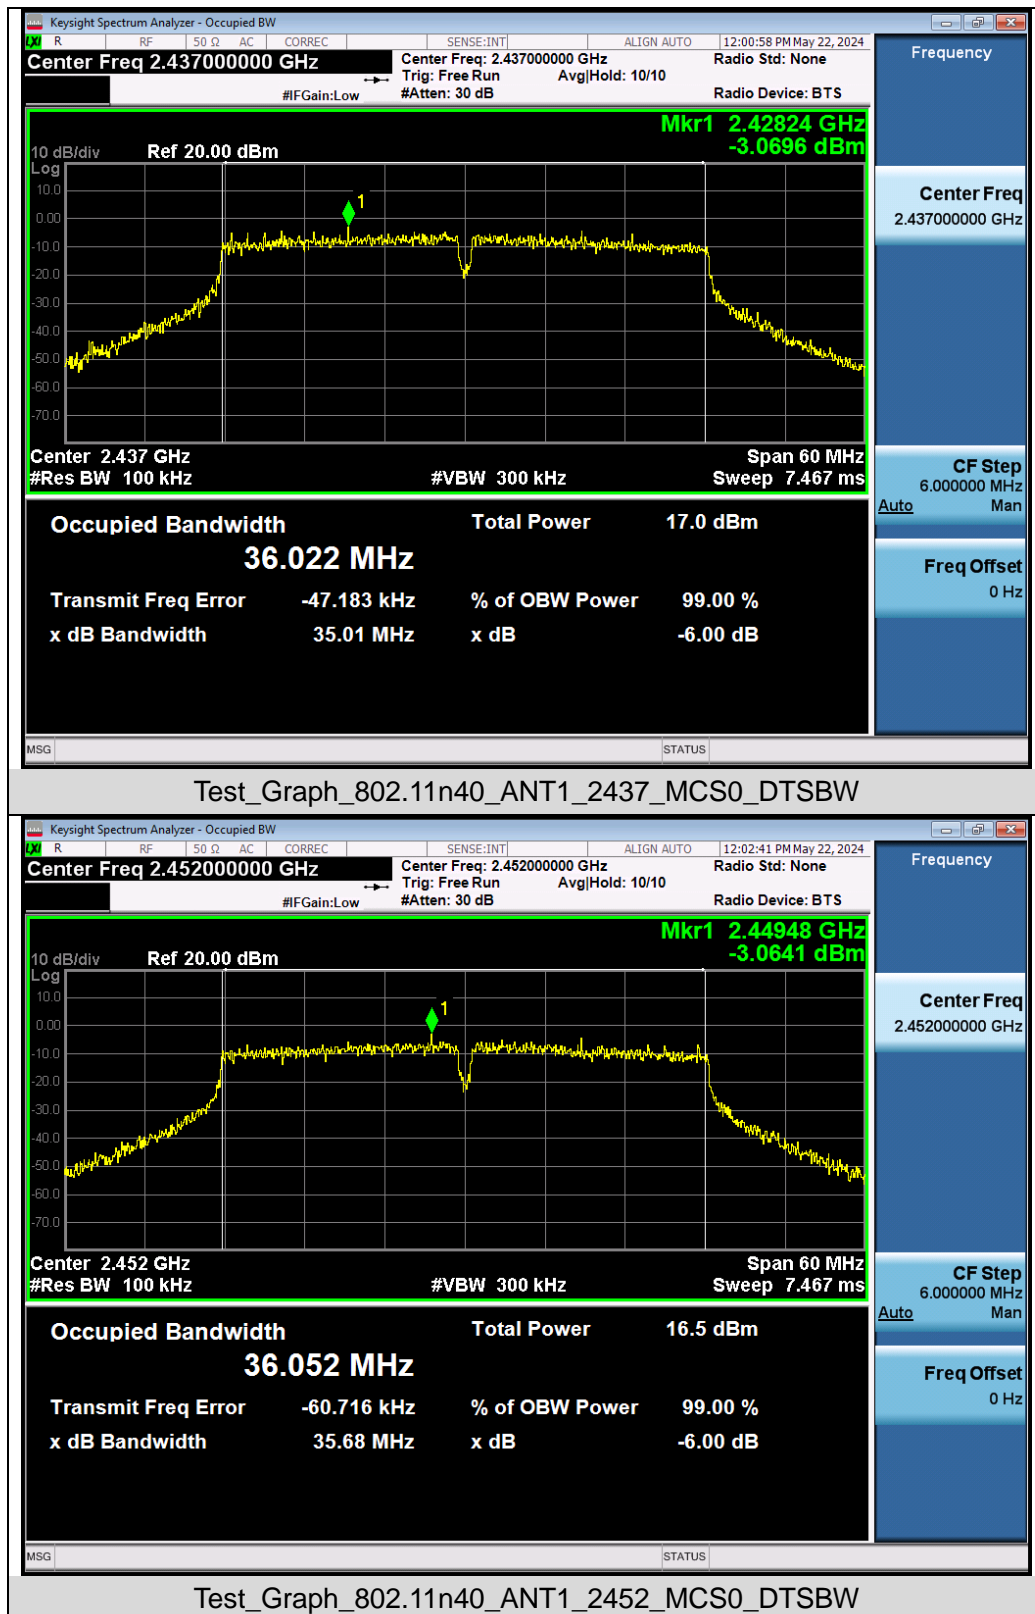 Keysight Spectrum Analyzer - Occupied BW
LXI R RF 50 Ω AC CORREC SENSE:INT ALIGN AUTO 12:00:58 PM May 22, 2024
Center Freq 2.437000000 GHz
Center Freq: 2.437000000 GHz
Radio Std: None
Trig: Free Run Avg|Hold: 10/10
#IFGain:Low
#Atten: 30 dB
Radio Device: BTS
Frequency
Mkr1 2.42824 GHz
-3.0696 dBm
10 dB/div Ref 20.00 dBm
Log
10.0
0.00
-10.0
-20.0
-30.0
-40.0
-50.0
-60.0
-70.0
1
Center Freq
2.437000000 GHz
Center 2.437 GHz
Span 60 MHz
#Res BW 100 kHz
#VBW 300 kHz
Sweep 7.467 ms
CF Step
6.000000 MHz
Auto Man
Occupied Bandwidth
Total Power 17.0 dBm
36.022 MHz
Freq Offset
0 Hz
Transmit Freq Error -47.183 kHz
% of OBW Power 99.00 %
x dB Bandwidth 35.01 MHz
x dB -6.00 dB
MSG STATUS
Test_Graph_802.11n40_ANT1_2437_MCS0_DTSBW
Keysight Spectrum Analyzer - Occupied BW
LXI R RF 50 Ω AC CORREC SENSE:INT ALIGN AUTO 12:02:41 PM May 22, 2024
Center Freq 2.452000000 GHz
Center Freq: 2.452000000 GHz
Radio Std: None
Trig: Free Run Avg|Hold: 10/10
#IFGain:Low
#Atten: 30 dB
Radio Device: BTS
Frequency
Mkr1 2.44948 GHz
-3.0641 dBm
10 dB/div Ref 20.00 dBm
Log
10.0
0.00
-10.0
-20.0
-30.0
-40.0
-50.0
-60.0
-70.0
1
Center Freq
2.452000000 GHz
Center 2.452 GHz
Span 60 MHz
#Res BW 100 kHz
#VBW 300 kHz
Sweep 7.467 ms
CF Step
6.000000 MHz
Auto Man
Occupied Bandwidth
Total Power 16.5 dBm
36.052 MHz
Freq Offset
0 Hz
Transmit Freq Error -60.716 kHz
% of OBW Power 99.00 %
x dB Bandwidth 35.68 MHz
x dB -6.00 dB
MSG STATUS
Test_Graph_802.11n40_ANT1_2452_MCS0_DTSBW